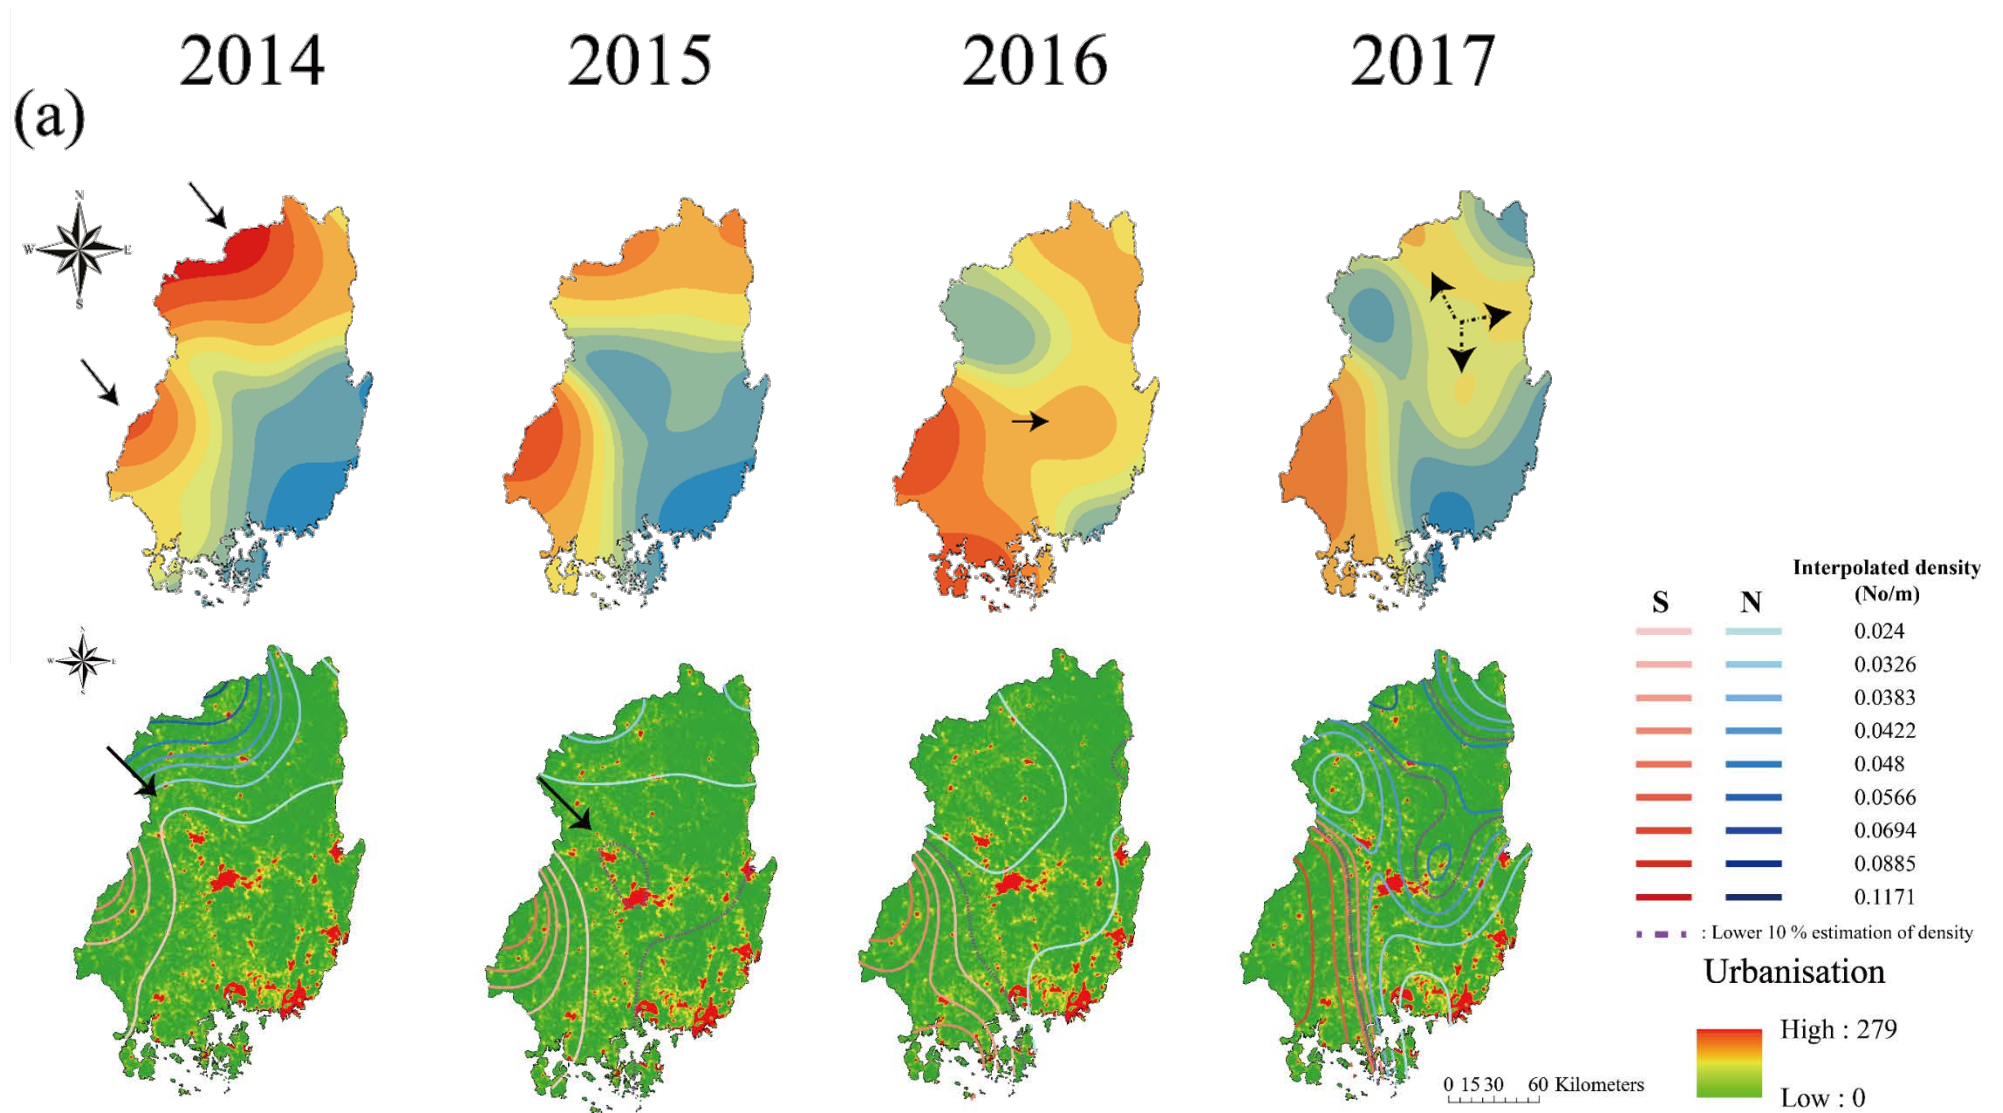 2014 2015 2016 2017
(a)
N
W E
S
N
W E
S
Interpolated density
(No/m)
S N
0.024
0.0326
0.0383
0.0422
0.048
0.0566
0.0694
0.0885
0.1171
: Lower 10 % estimation of density
Urbanisation
High : 279
Low : 0
0 15 30 60 Kilometers